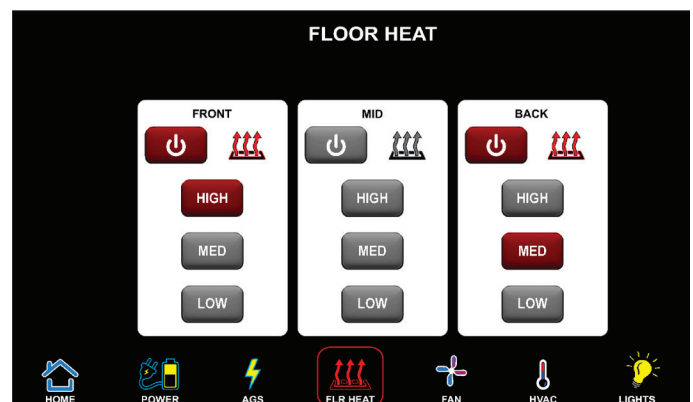 FLOOR HEAT
FRONT
HIGH
MED
LOW
MID
HIGH
MED
LOW
BACK
HIGH
MED
LOW
HOME
POWER
AGS
FLR HEAT
FAN
HVAC
LIGHTS